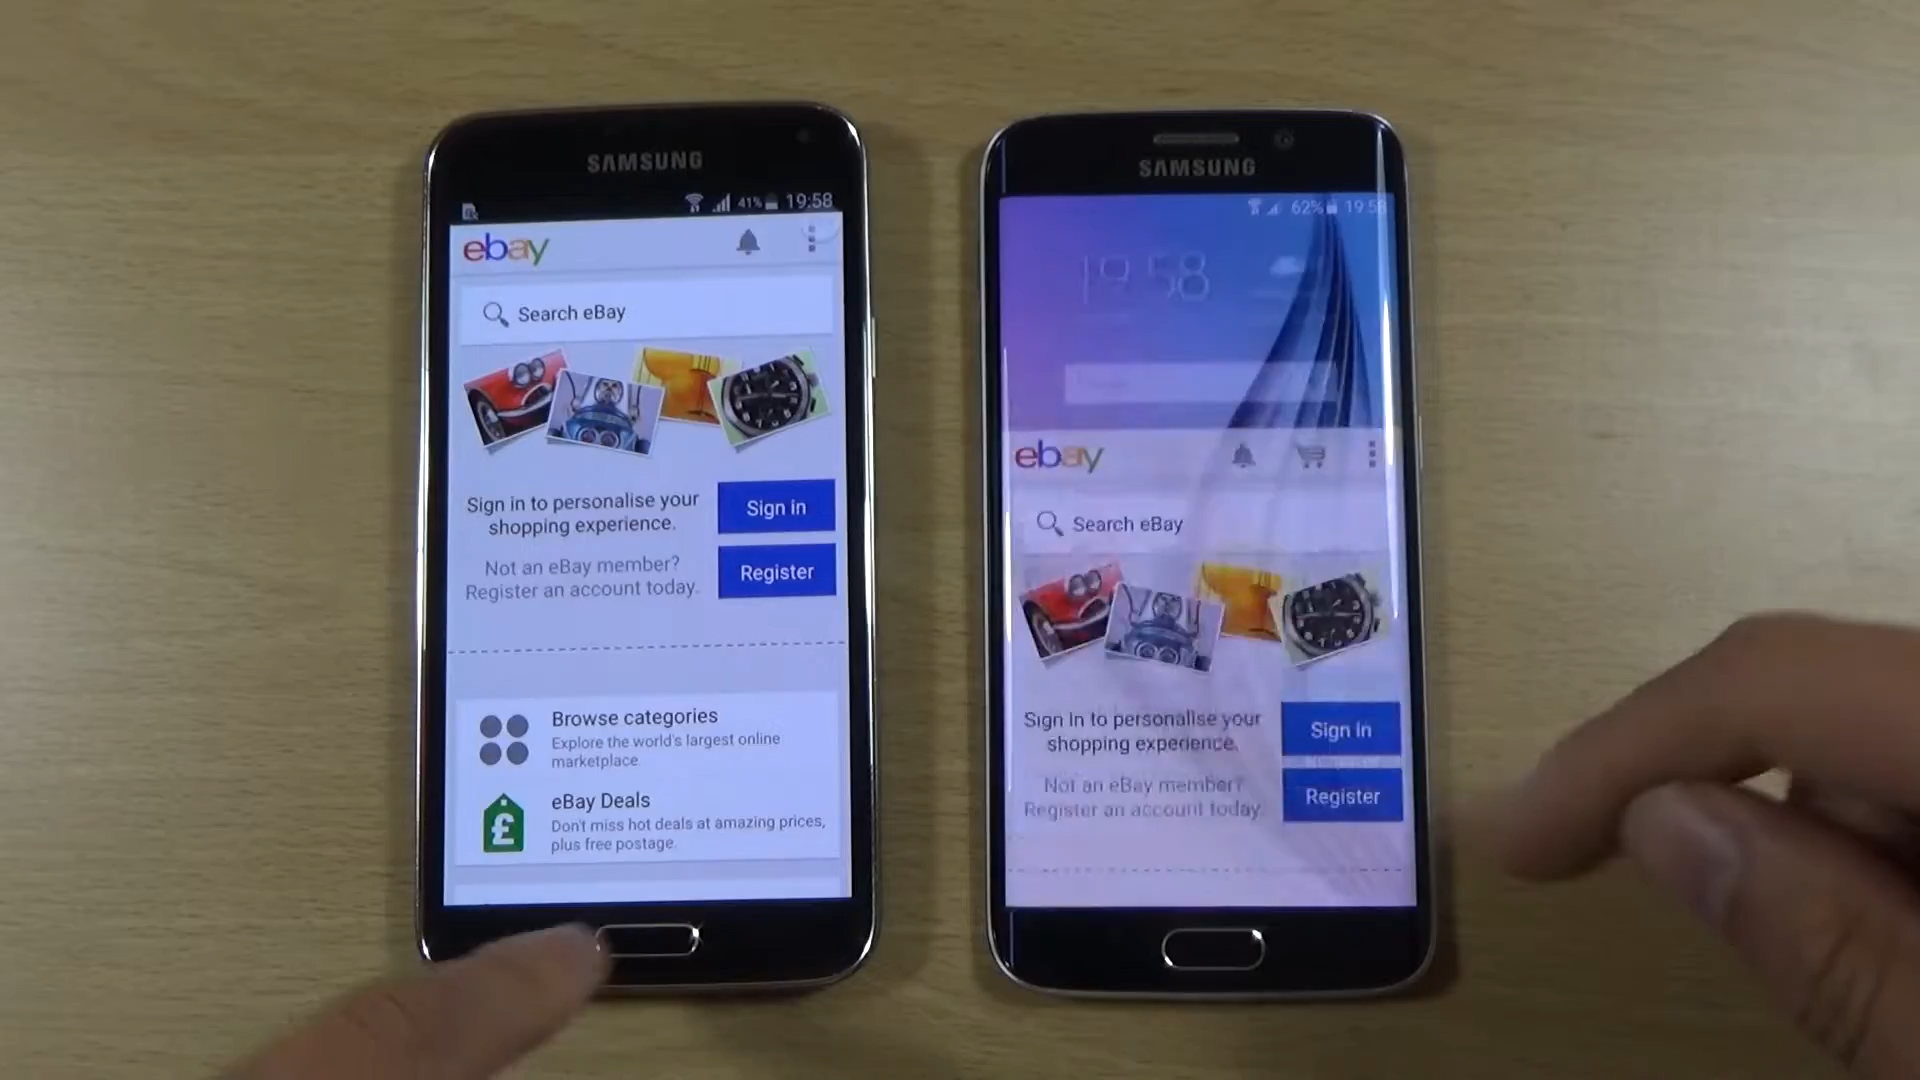 SAMSUNG
41% 19:58
ebay
Search eBay
Sign in to personalise your
shopping experience.
Sign in
Not an eBay member?
Register an account today.
Register
Browse categories
Explore the world's largest online
marketplace.
eBay Deals
Don't miss hot deals at amazing prices,
plus free postage.
£
SAMSUNG
62% 19:58
19:58
ebay
Search eBay
Sign in to personalise your
shopping experience.
Sign in
Not an eBay member?
Register an account today.
Register